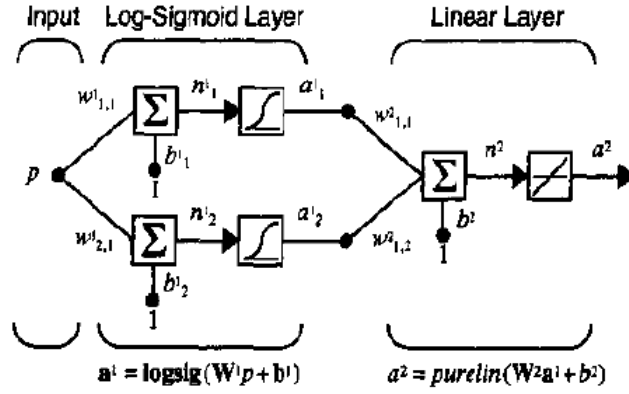 Input Log-Sigmoid Layer Linear Layer
w¹₁,₁ n¹₁ a¹₁ w²₁,₁
Σ
b¹₁ n² a²
p 1 Σ
n¹₂ a¹₂ b²
w¹₂,₁ Σ w²₁,₂ 1
b¹₂
1
a¹ = logsig(W¹p+b¹) a² = purelin(W²a¹+b²)